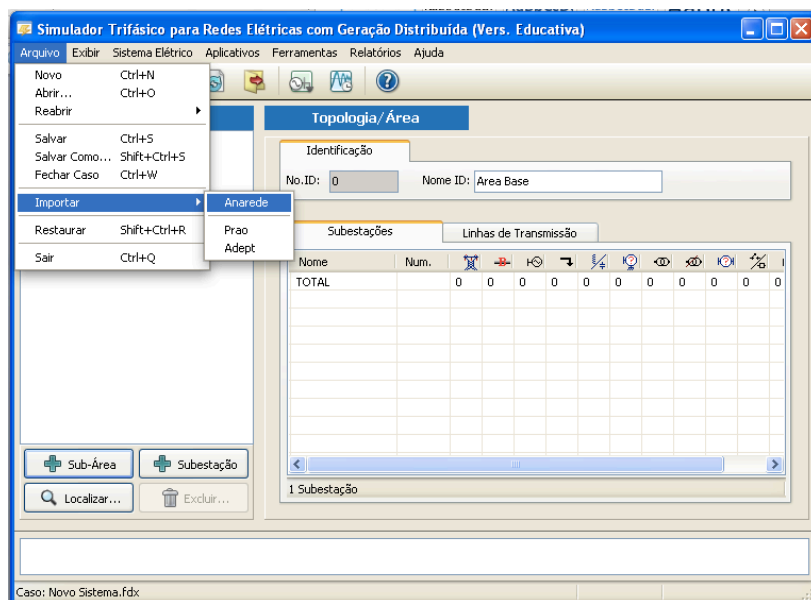 Simulador Trifásico para Redes Elétricas com Geração Distribuída (Vers. Educativa)
Arquivo Exibir Sistema Elétrico Aplicativos Ferramentas Relatórios Ajuda
Novo Ctrl+N
Abrir... Ctrl+O
Reabrir
Salvar Ctrl+S
Salvar Como... Shift+Ctrl+S
Fechar Caso Ctrl+W
Importar
Restaurar Shift+Ctrl+R
Sair Ctrl+Q
Anarede
Prao
Adept
Topologia/Área
Identificação
No.ID: 0 Nome ID: Area Base
Subestações Linhas de Transmissão
Nome Num.
TOTAL 0 0 0 0 0 0 0 0 0 0 0
1 Subestação
Sub-Área Subestação
Localizar... Excluir...
Caso: Novo Sistema.fdx